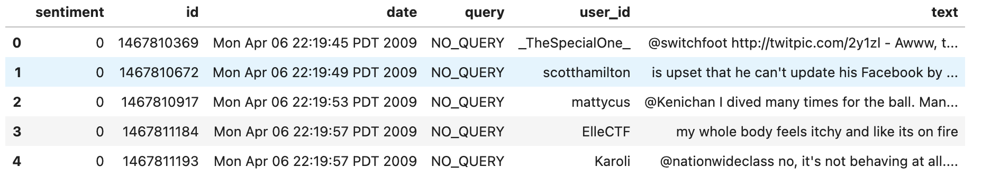 sentiment id date query user_id text
0 0 1467810369 Mon Apr 06 22:19:45 PDT 2009 NO_QUERY _TheSpecialOne_ @switchfoot http://twitpic.com/2y1zl - Awww, t...
1 0 1467810672 Mon Apr 06 22:19:49 PDT 2009 NO_QUERY scotthamilton is upset that he can't update his Facebook by ...
2 0 1467810917 Mon Apr 06 22:19:53 PDT 2009 NO_QUERY mattycus @Kenichan I dived many times for the ball. Man...
3 0 1467811184 Mon Apr 06 22:19:57 PDT 2009 NO_QUERY ElleCTF my whole body feels itchy and like its on fire
4 0 1467811193 Mon Apr 06 22:19:57 PDT 2009 NO_QUERY Karoli @nationwideclass no, it's not behaving at all....